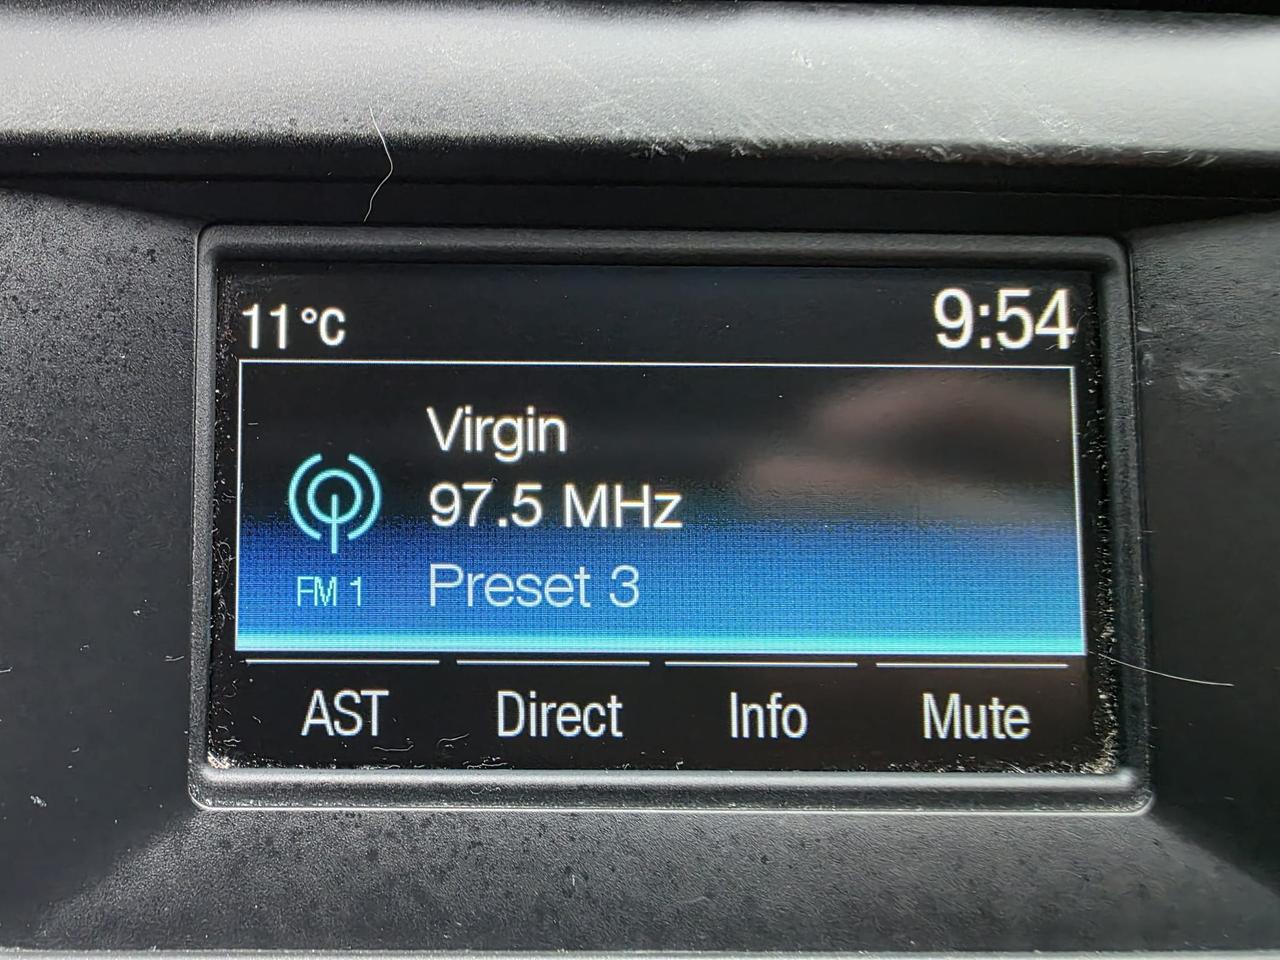 11°C 9:54
Virgin
97.5 MHz
FM 1 Preset 3
AST Direct Info Mute